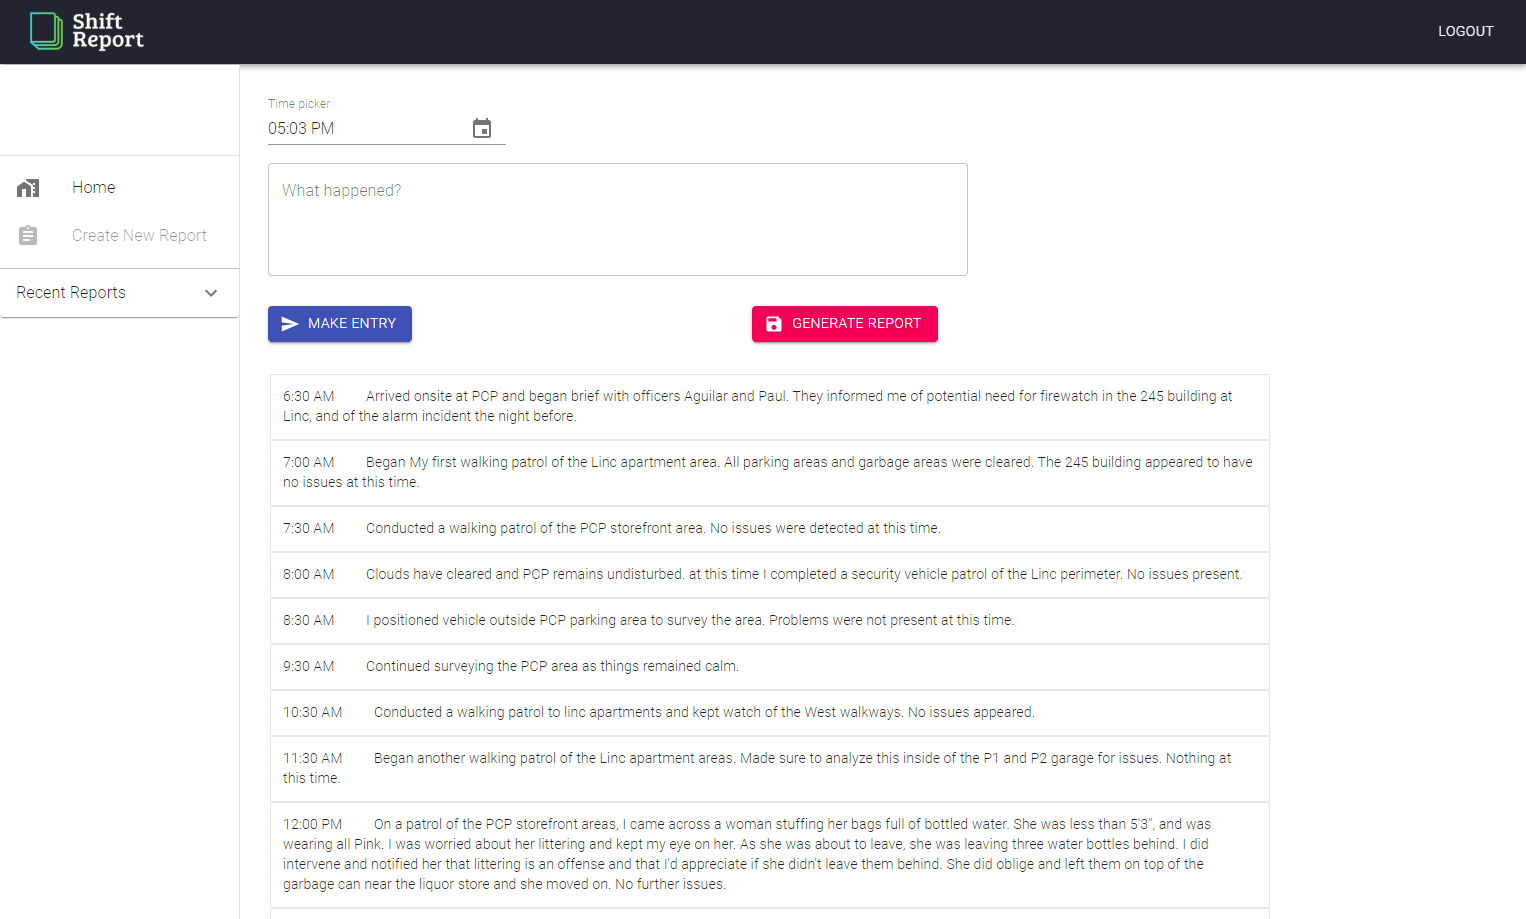 Shift
Report
LOGOUT
Time picker
05:03 PM
What happened?
Home
Create New Report
Recent Reports
MAKE ENTRY
GENERATE REPORT
6:30 AM Arrived onsite at PCP and began brief with officers Aguilar and Paul. They informed me of potential need for firewatch in the 245 building at
Linc, and of the alarm incident the night before.
7:00 AM Began My first walking patrol of the Linc apartment area. All parking areas and garbage areas were cleared. The 245 building appeared to have
no issues at this time.
7:30 AM Conducted a walking patrol of the PCP storefront area. No issues were detected at this time.
8:00 AM Clouds have cleared and PCP remains undisturbed. at this time I completed a security vehicle patrol of the Linc perimeter. No issues present.
8:30 AM I positioned vehicle outside PCP parking area to survey the area. Problems were not present at this time.
9:30 AM Continued surveying the PCP area as things remained calm.
10:30 AM Conducted a walking patrol to linc apartments and kept watch of the West walkways. No issues appeared.
11:30 AM Began another walking patrol of the Linc apartment areas. Made sure to analyze this inside of the P1 and P2 garage for issues. Nothing at
this time.
12:00 PM On a patrol of the PCP storefront areas, I came across a woman stuffing her bags full of bottled water. She was less than 5'3", and was
wearing all Pink. I was worried about her littering and kept my eye on her. As she was about to leave, she was leaving three water bottles behind. I did
intervene and notified her that littering is an offense and that I'd appreciate if she didn't leave them behind. She did oblige and left them on top of the
garbage can near the liquor store and she moved on. No further issues.